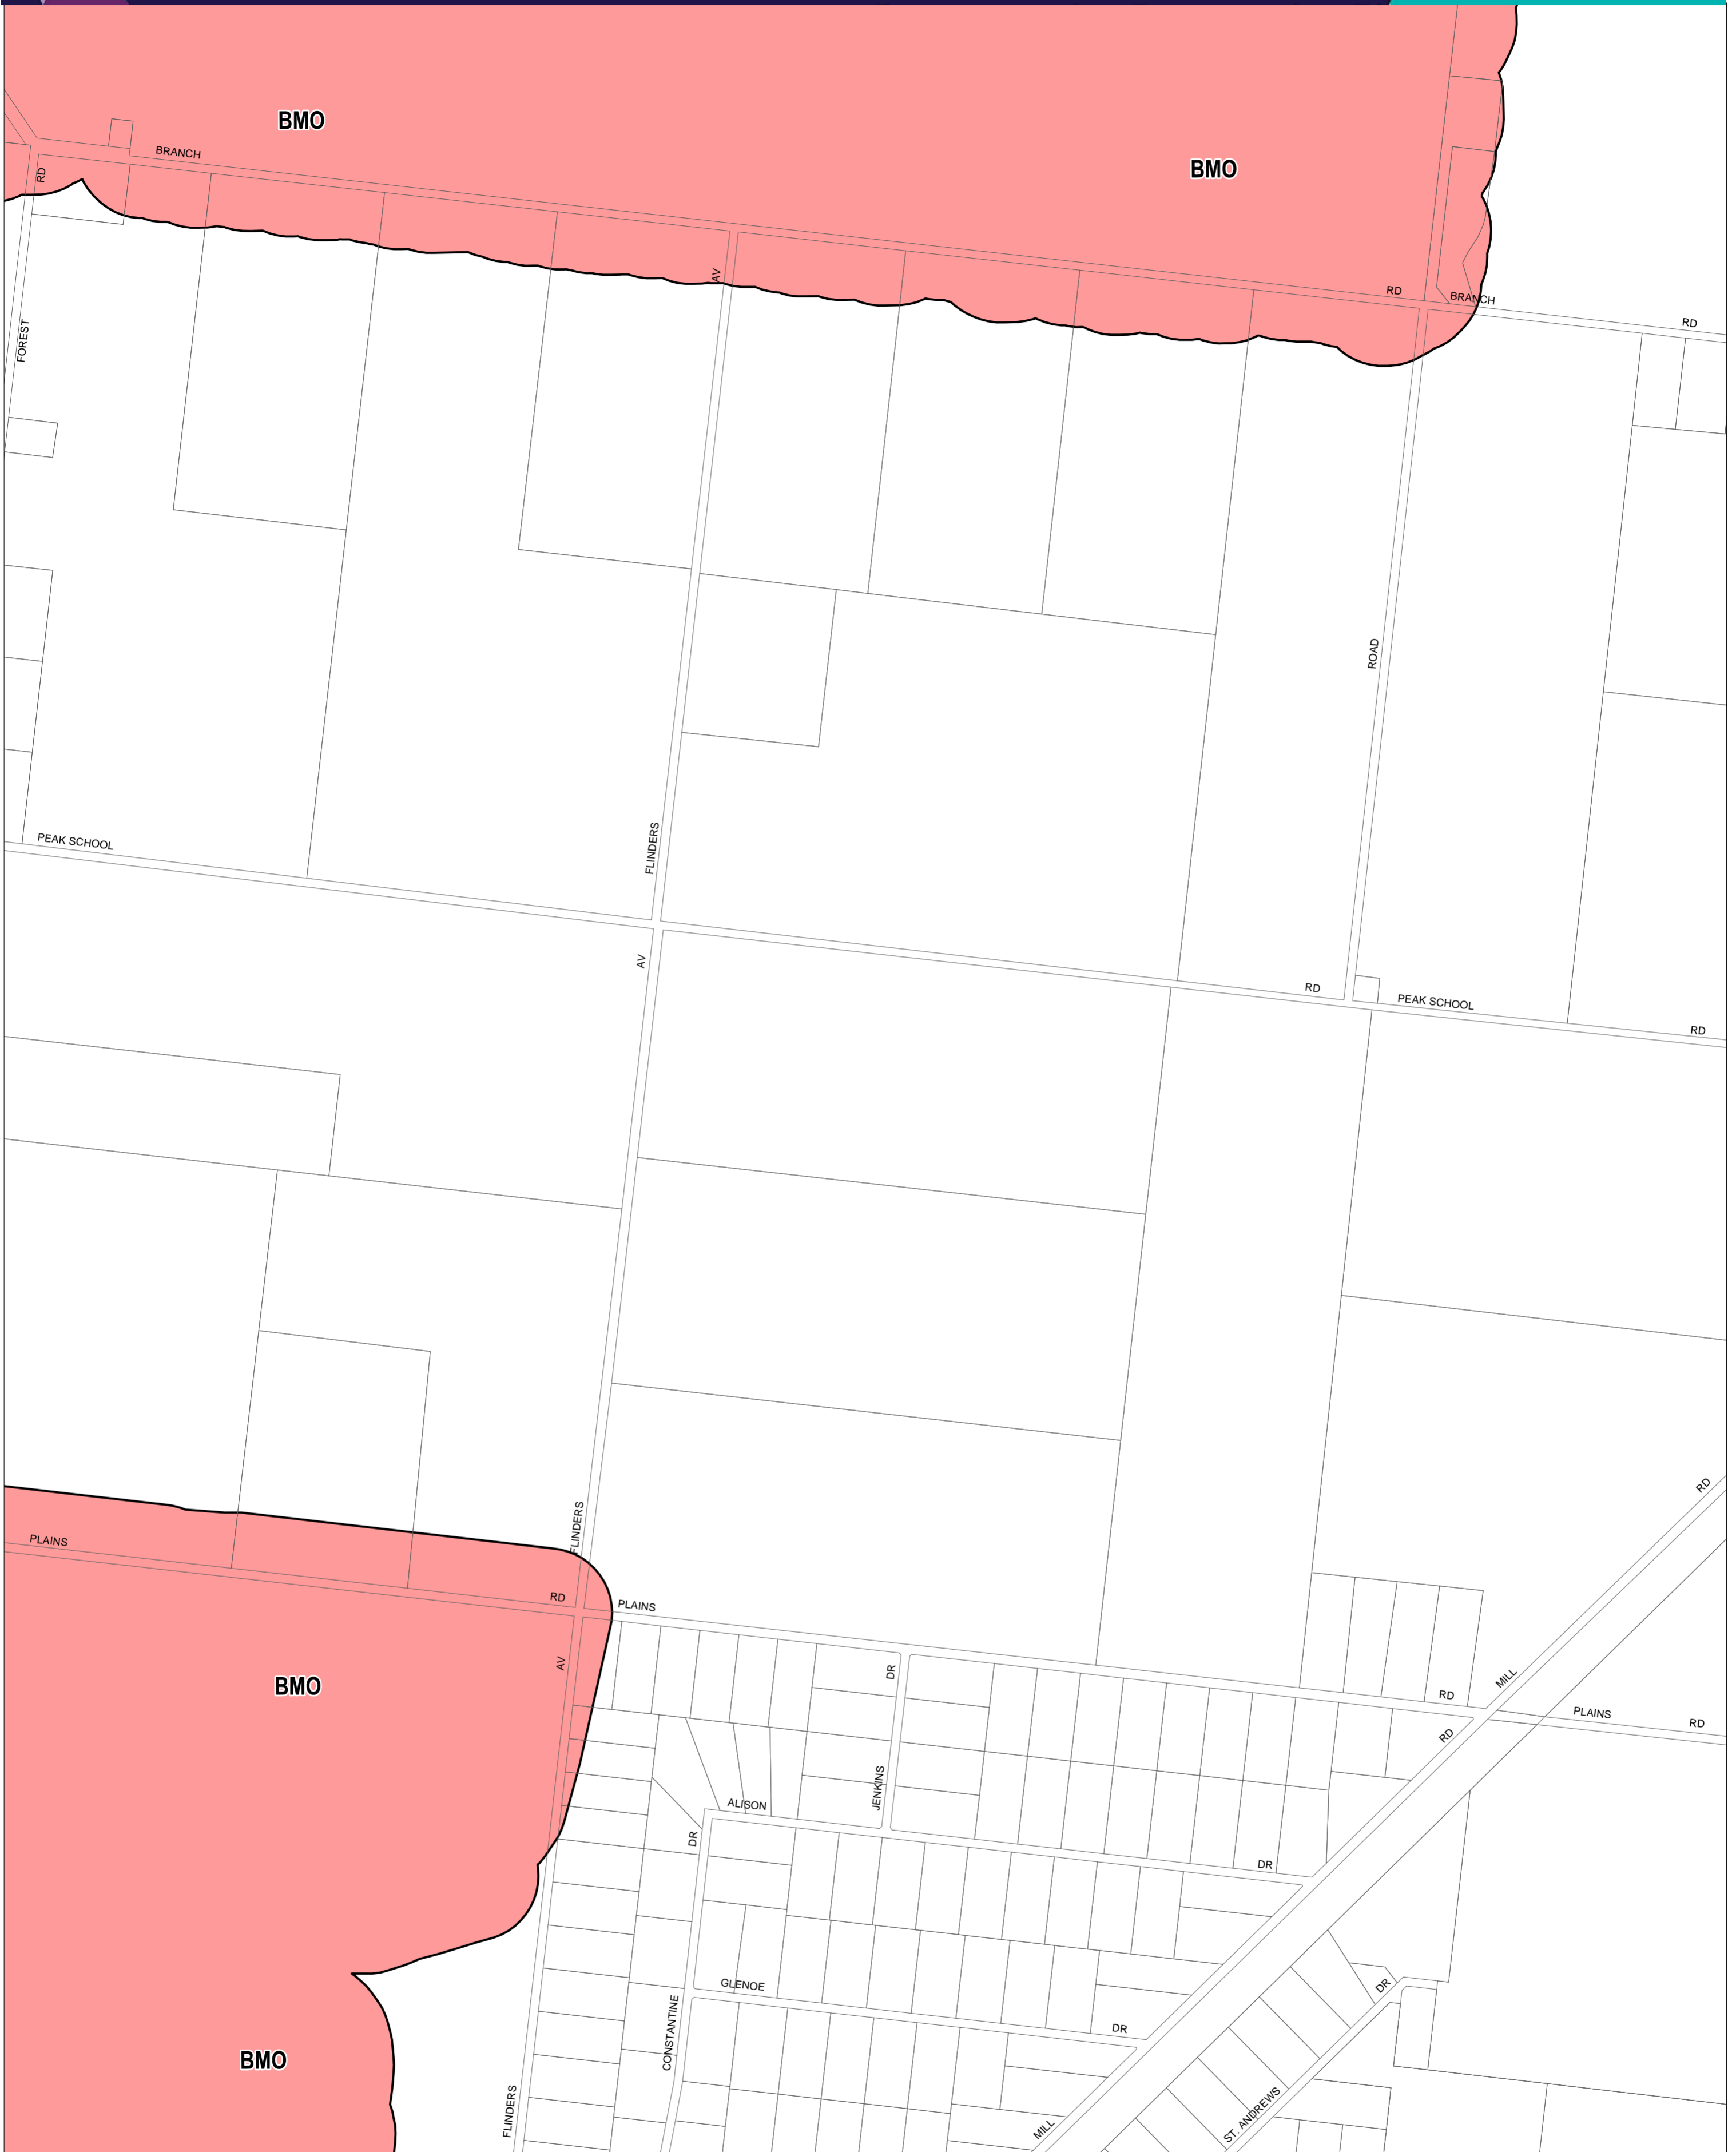 BMO
BRANCH
BMO
RD
AV
RD
BRANCH
RD
FOREST
ROAD
FLINDERS
PEAK SCHOOL
AV
RD
PEAK SCHOOL
RD
RD
FLINDERS
PLAINS
RD
PLAINS
AV
DR
BMO
MILL
RD
PLAINS
RD
RD
JENKINS
ALISON
DR
DR
GLENOE
DR
CONSTANTINE
DR
BMO
FLINDERS
MILL
ST. ANDREWS